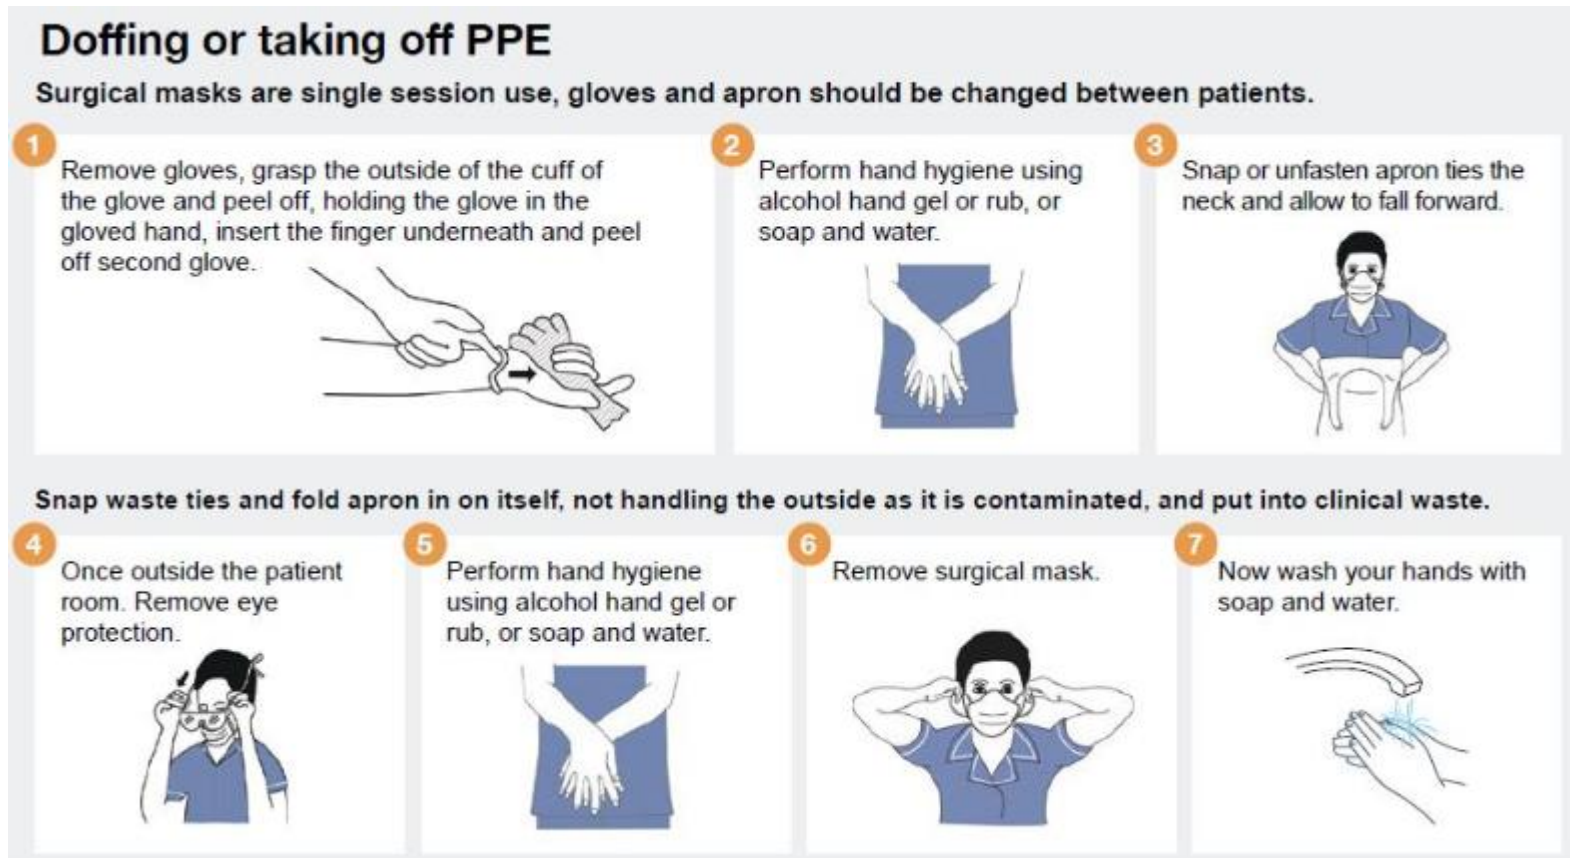 Doffing or taking off PPE
Surgical masks are single session use, gloves and apron should be changed between patients.
1
Remove gloves, grasp the outside of the cuff of
the glove and peel off, holding the glove in the
gloved hand, insert the finger underneath and peel
off second glove.
2
Perform hand hygiene using
alcohol hand gel or rub, or
soap and water.
3
Snap or unfasten apron ties the
neck and allow to fall forward.
Snap waste ties and fold apron in on itself, not handling the outside as it is contaminated, and put into clinical waste.
4
Once outside the patient
room. Remove eye
protection.
5
Perform hand hygiene
using alcohol hand gel or
rub, or soap and water.
6
Remove surgical mask.
7
Now wash your hands with
soap and water.